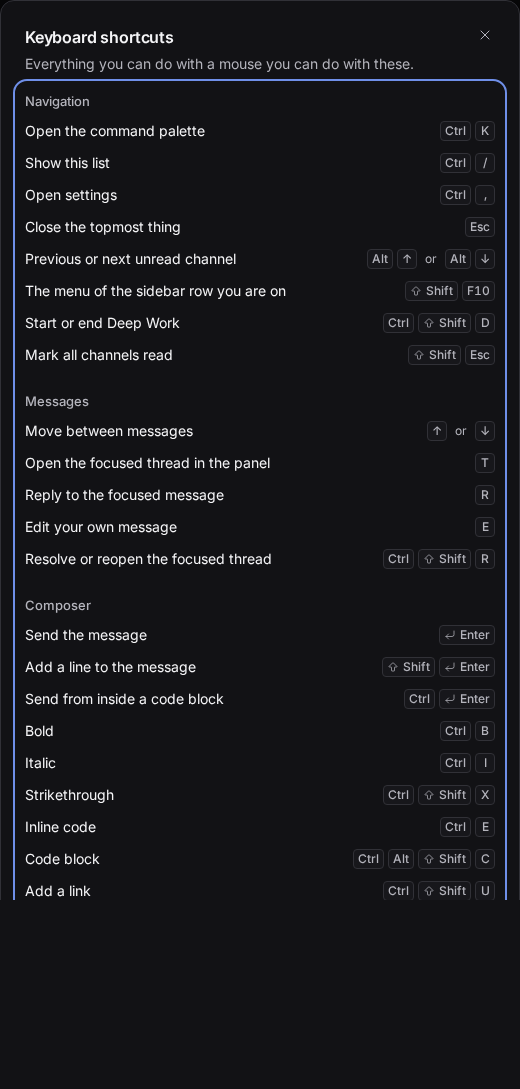 Keyboard shortcuts
Everything you can do with a mouse you can do with these.
Navigation
Open the command palette Ctrl K
Show this list Ctrl /
Open settings Ctrl ,
Close the topmost thing Esc
Previous or next unread channel Alt ↑ or Alt ↓
The menu of the sidebar row you are on ⇧ Shift F10
Start or end Deep Work Ctrl ⇧ Shift D
Mark all channels read ⇧ Shift Esc
Messages
Move between messages ↑ or ↓
Open the focused thread in the panel T
Reply to the focused message R
Edit your own message E
Resolve or reopen the focused thread Ctrl ⇧ Shift R
Composer
Send the message ↵ Enter
Add a line to the message ⇧ Shift ↵ Enter
Send from inside a code block Ctrl ↵ Enter
Bold Ctrl B
Italic Ctrl I
Strikethrough Ctrl ⇧ Shift X
Inline code Ctrl E
Code block Ctrl Alt ⇧ Shift C
Add a link Ctrl ⇧ Shift U